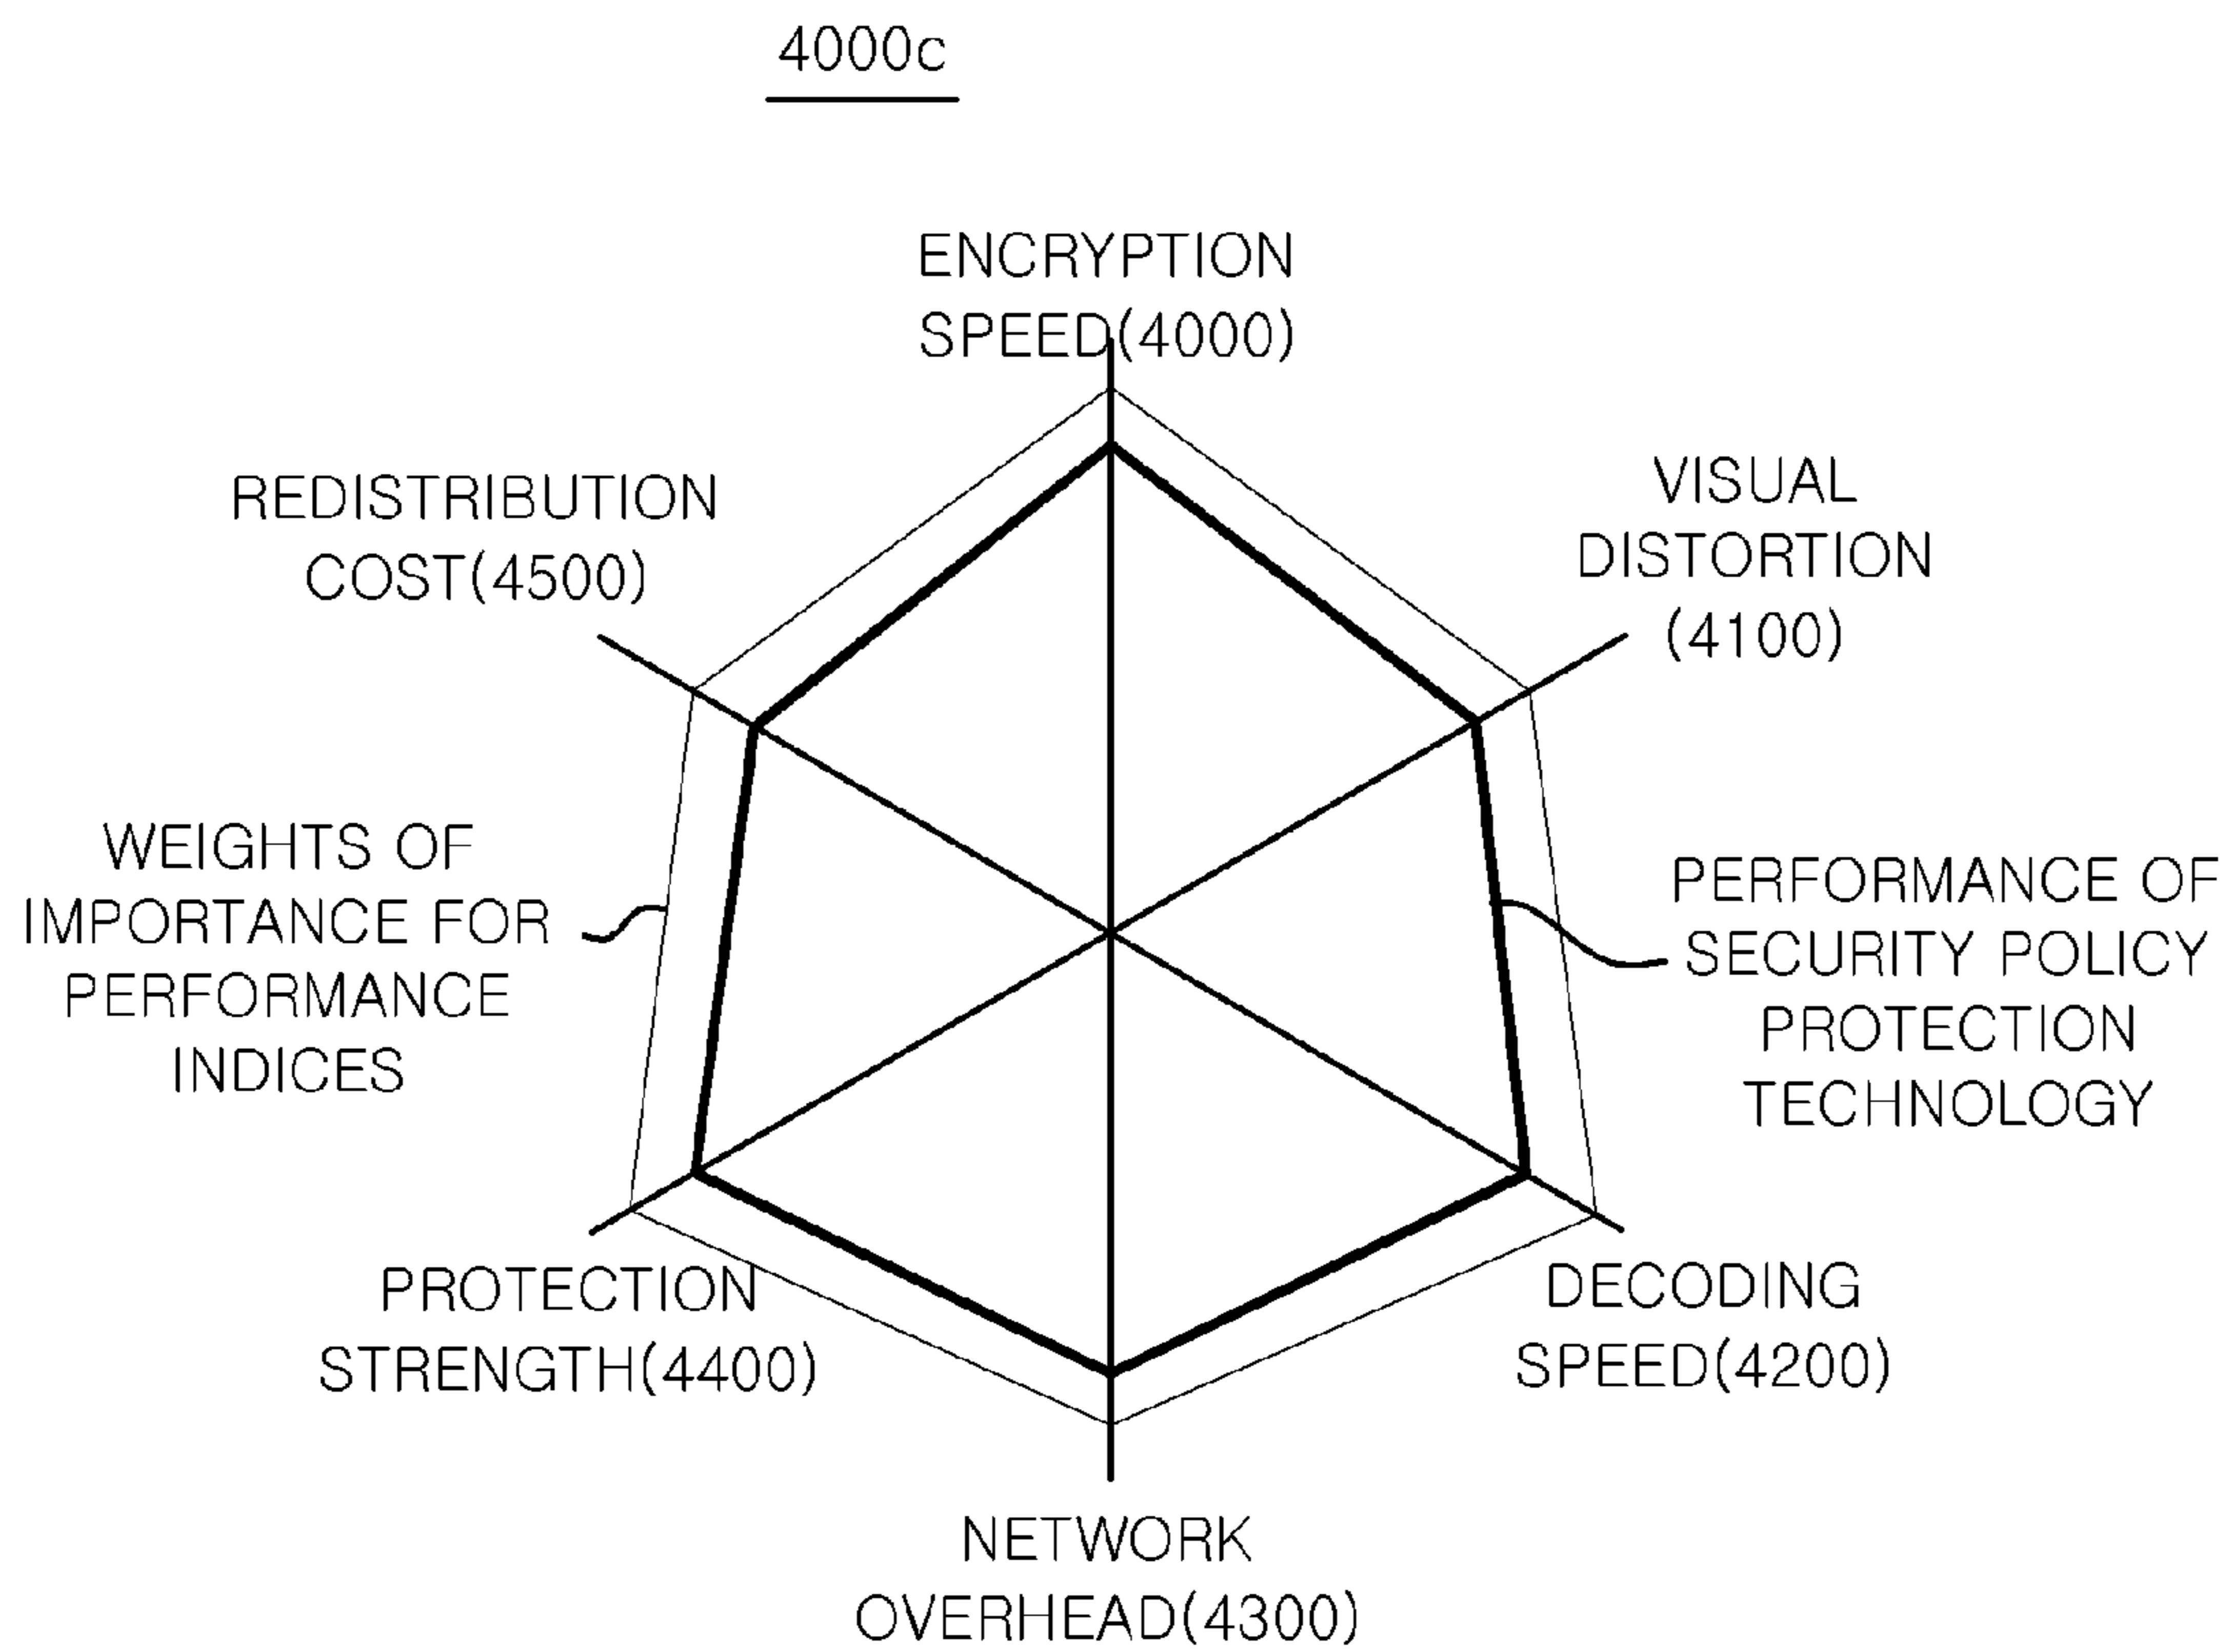 4000c
ENCRYPTION
SPEED(4000)
VISUAL
DISTORTION
(4100)
REDISTRIBUTION
COST(4500)
WEIGHTS OF
IMPORTANCE FOR
PERFORMANCE
INDICES
PERFORMANCE OF
SECURITY POLICY
PROTECTION
TECHNOLOGY
PROTECTION
STRENGTH(4400)
DECODING
SPEED(4200)
NETWORK
OVERHEAD(4300)